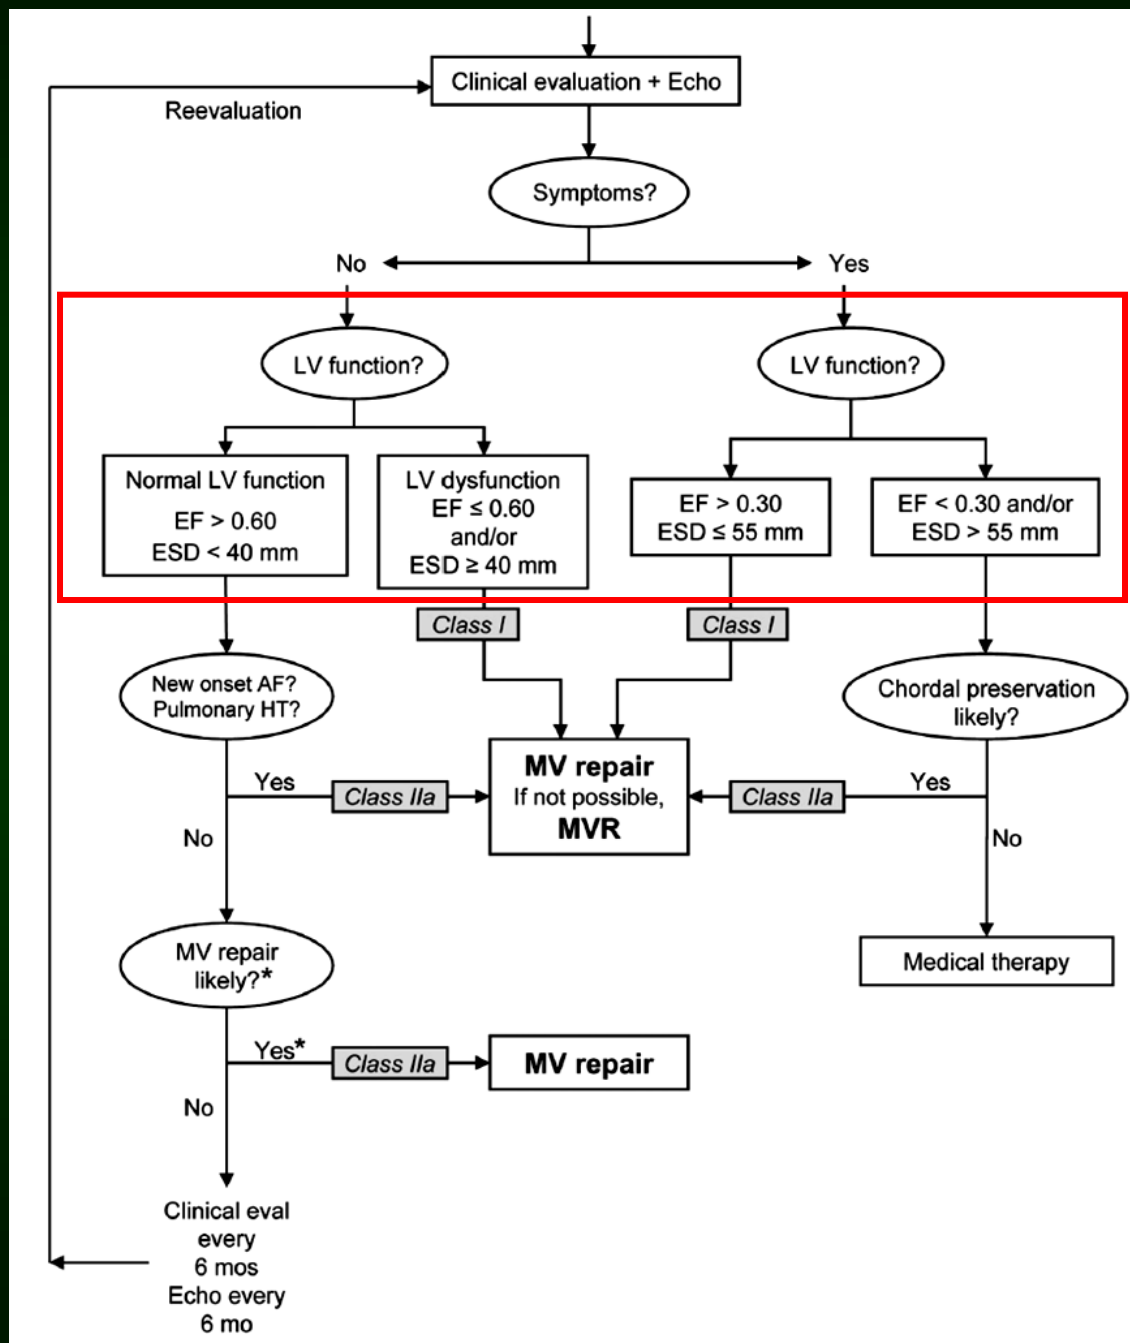 Clinical evaluation + Echo
Reevaluation
Symptoms?
No
Yes
LV function?
LV function?
Normal LV function
EF > 0.60
ESD < 40 mm
LV dysfunction
EF ≤ 0.60
and/or
ESD ≥ 40 mm
EF > 0.30
ESD ≤ 55 mm
EF < 0.30 and/or
ESD > 55 mm
Class I
Class I
New onset AF?
Pulmonary HT?
Chordal preservation
likely?
MV repair
If not possible,
MVR
Yes
Class IIa
Class IIa
Yes
No
No
MV repair
likely?*
Medical therapy
Yes*
Class IIa
MV repair
No
Clinical eval
every
6 mos
Echo every
6 mo